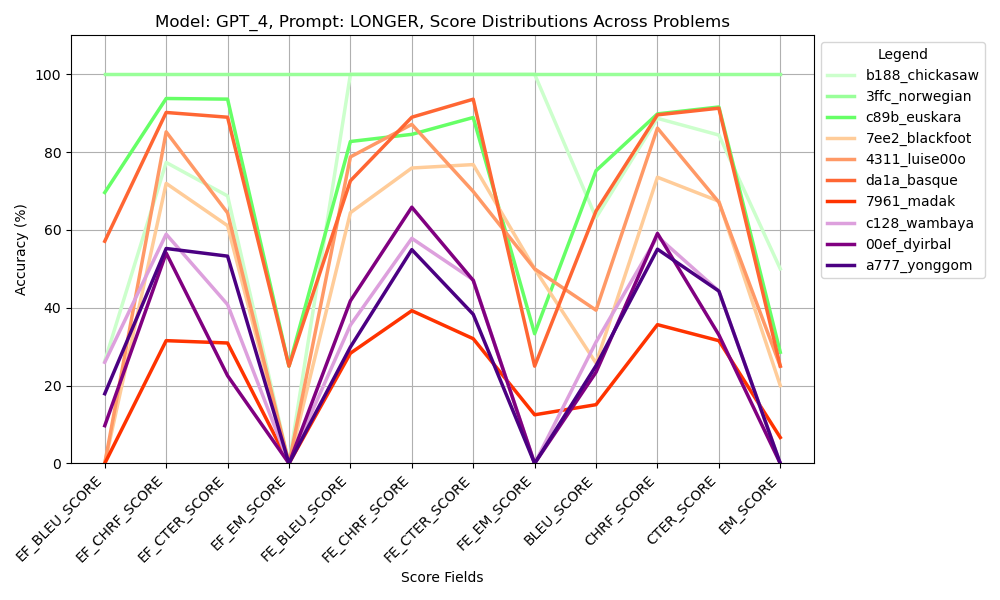 Model: GPT_4, Prompt: LONGER, Score Distributions Across Problems
Accuracy (%)
100
80
60
40
20
0
EF_BLEU_SCORE
EF_CHRF_SCORE
EF_CTER_SCORE
EF_EM_SCORE
FE_BLEU_SCORE
FE_CHRF_SCORE
FE_CTER_SCORE
FE_EM_SCORE
BLEU_SCORE
CHRF_SCORE
CTER_SCORE
EM_SCORE
Score Fields
Legend
b188_chickasaw
3ffc_norwegian
c89b_euskara
7ee2_blackfoot
4311_luise00o
da1a_basque
7961_madak
c128_wambaya
00ef_dyirbal
a777_yonggom